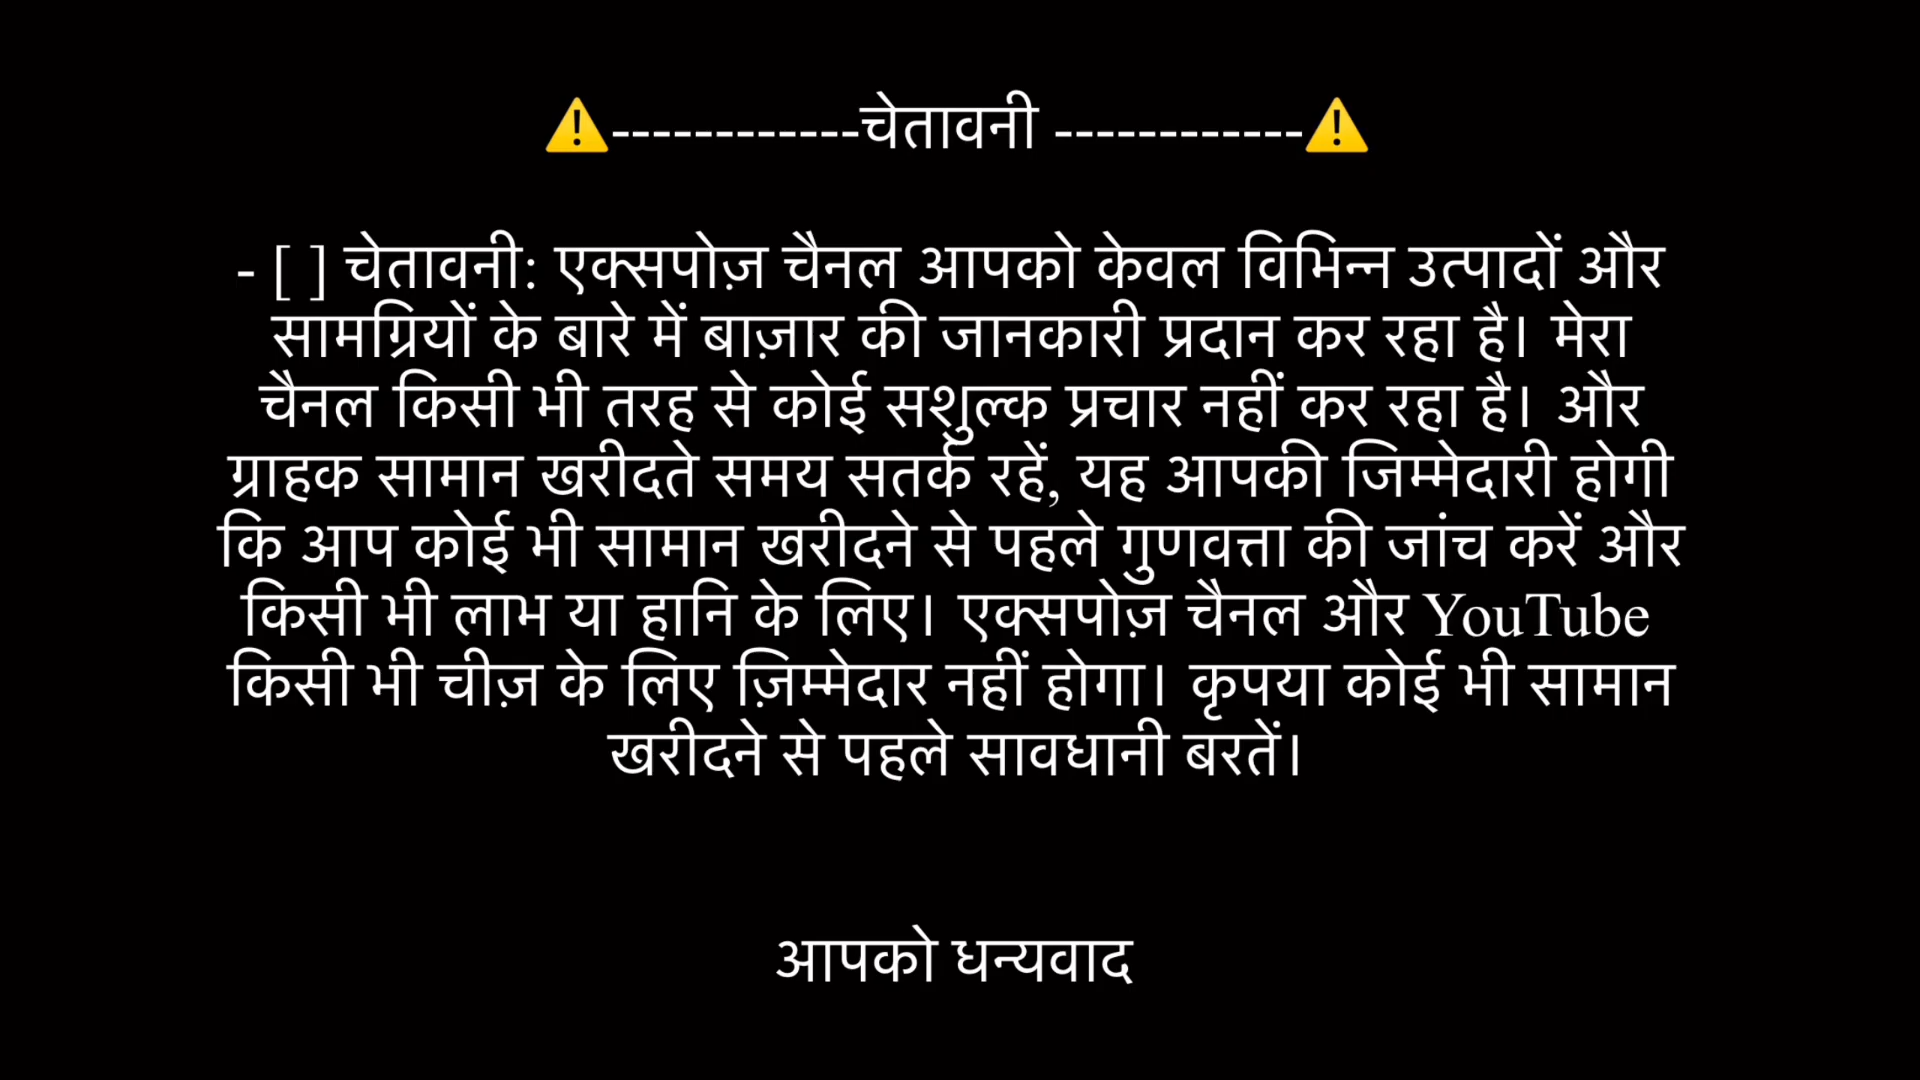 ⚠️------------चेतावनी ------------⚠️
- [ ] चेतावनी: एक्सपोज़ चैनल आपको केवल विभिन्न उत्पादों और
सामग्रियों के बारे में बाज़ार की जानकारी प्रदान कर रहा है। मेरा
चैनल किसी भी तरह से कोई सशुल्क प्रचार नहीं कर रहा है। और
ग्राहक सामान खरीदते समय सतर्क रहें, यह आपकी जिम्मेदारी होगी
कि आप कोई भी सामान खरीदने से पहले गुणवत्ता की जांच करें और
किसी भी लाभ या हानि के लिए। एक्सपोज़ चैनल और YouTube
किसी भी चीज़ के लिए ज़िम्मेदार नहीं होगा। कृपया कोई भी सामान
खरीदने से पहले सावधानी बरतें।
आपको धन्यवाद